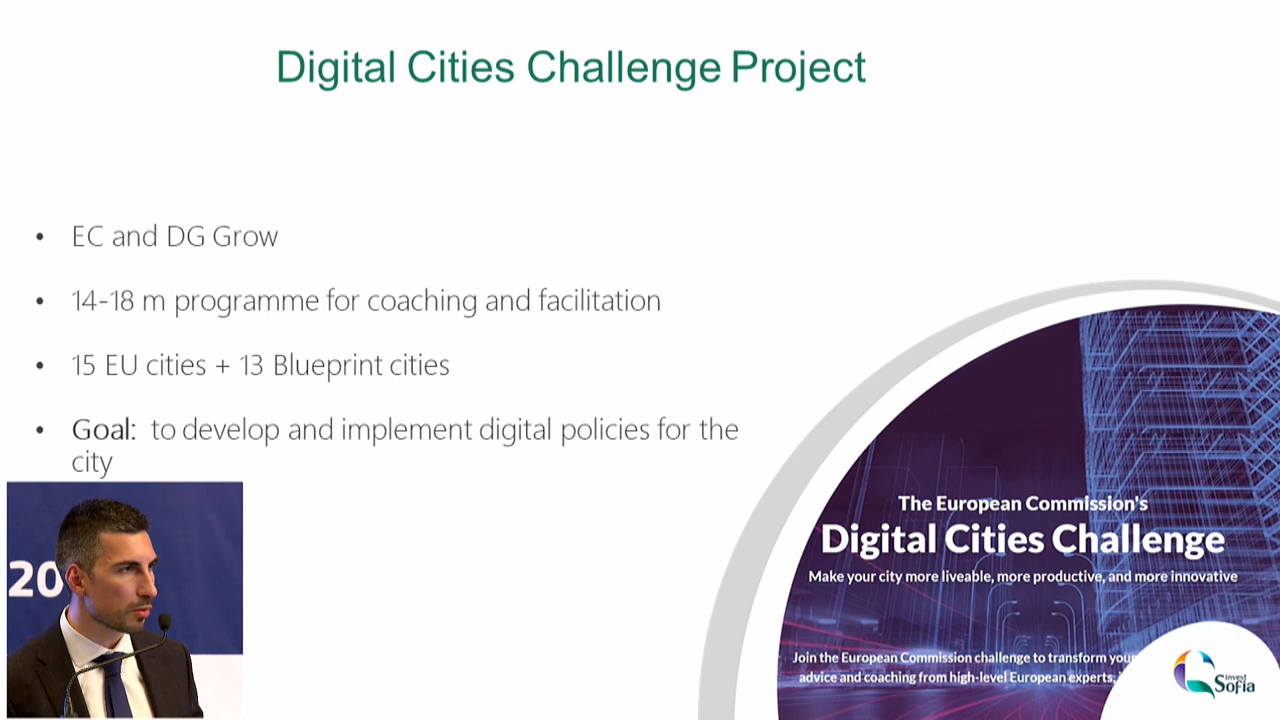 Digital Cities Challenge Project
• EC and DG Grow
• 14-18 m programme for coaching and facilitation
• 15 EU cities + 13 Blueprint cities
• Goal: to develop and implement digital policies for the
city
20
The European Commission's
Digital Cities Challenge
Make your city more liveable, more productive, and more innovative
Join the European Commission challenge to transform your
advice and coaching from high-level European experts,
Invest
Sofia